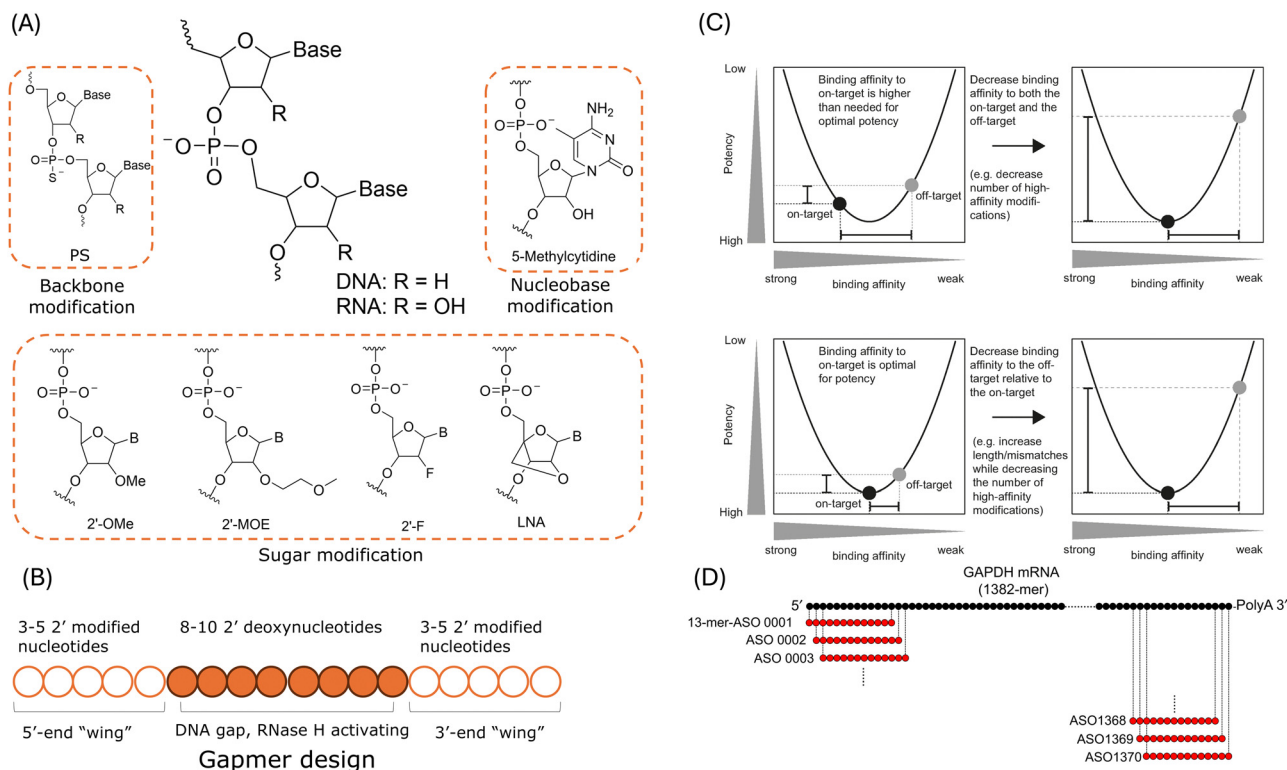 (A)
Base
O
R
O
−O
P
O
O
O
Base
O
R
DNA: R = H
RNA: R = OH
O
Base
O
O
R
O=P
O
Base
S−
O
O
R
PS
Backbone
modification
O
O=P
O−
O
NH2
N
N
O
O
O
OH
5-Methylcytidine
Nucleobase
modification
O
O=P
O−
O
O
B
O
OMe
2'-OMe
O
O=P
O−
O
O
B
O
O
O
2'-MOE
O
O=P
O−
O
O
B
O
F
2'-F
O
O=P
O−
O
O
B
O
O
LNA
Sugar modification
(B)
3-5 2′ modified
nucleotides
8-10 2′ deoxynucleotides
3-5 2′ modified
nucleotides
5′-end “wing”
DNA gap, RNase H activating
3′-end “wing”
Gapmer design
(C)
Low
Potency
High
Binding affinity to
on-target is higher
than needed for
optimal potency
on-target
off-target
strong
binding affinity
weak
Decrease binding
affinity to both the
on-target and the
off-target
(e.g. decrease
number of high-
affinity modifi-
cations)
strong
binding affinity
weak
Low
Potency
High
Binding affinity to
on-target is optimal
for potency
on-target
off-target
strong
binding affinity
weak
Decrease binding
affinity to the off-
target relative to
the on-target
(e.g. increase
length/mismatches
while decreasing
the number of
high-affinity
modifications)
strong
binding affinity
weak
(D)
GAPDH mRNA
(1382-mer)
5′
PolyA 3′
13-mer-ASO 0001
ASO 0002
ASO 0003
ASO1368
ASO1369
ASO1370